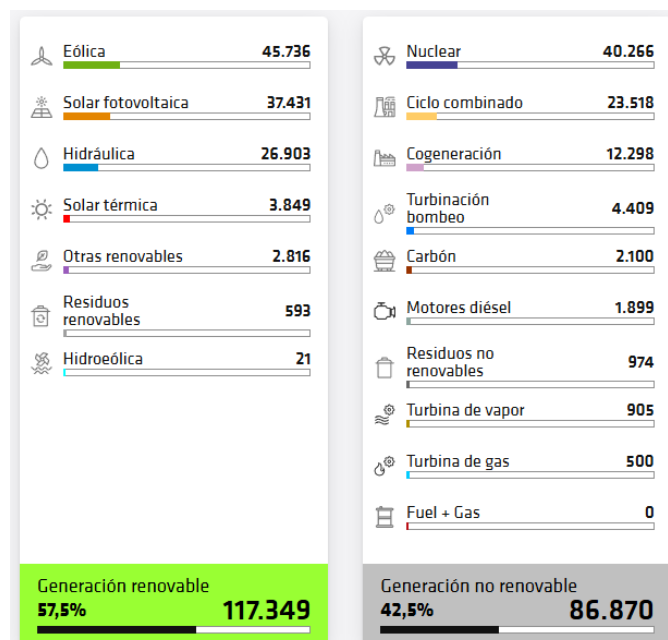 Eólica 45.736
Solar fotovoltaica 37.431
Hidráulica 26.903
Solar térmica 3.849
Otras renovables 2.816
Residuos
renovables 593
Hidroeólica 21
Generación renovable
57,5% 117.349
Nuclear 40.266
Ciclo combinado 23.518
Cogeneración 12.298
Turbinación
bombeo 4.409
Carbón 2.100
Motores diésel 1.899
Residuos no
renovables 974
Turbina de vapor 905
Turbina de gas 500
Fuel + Gas 0
Generación no renovable
42,5% 86.870